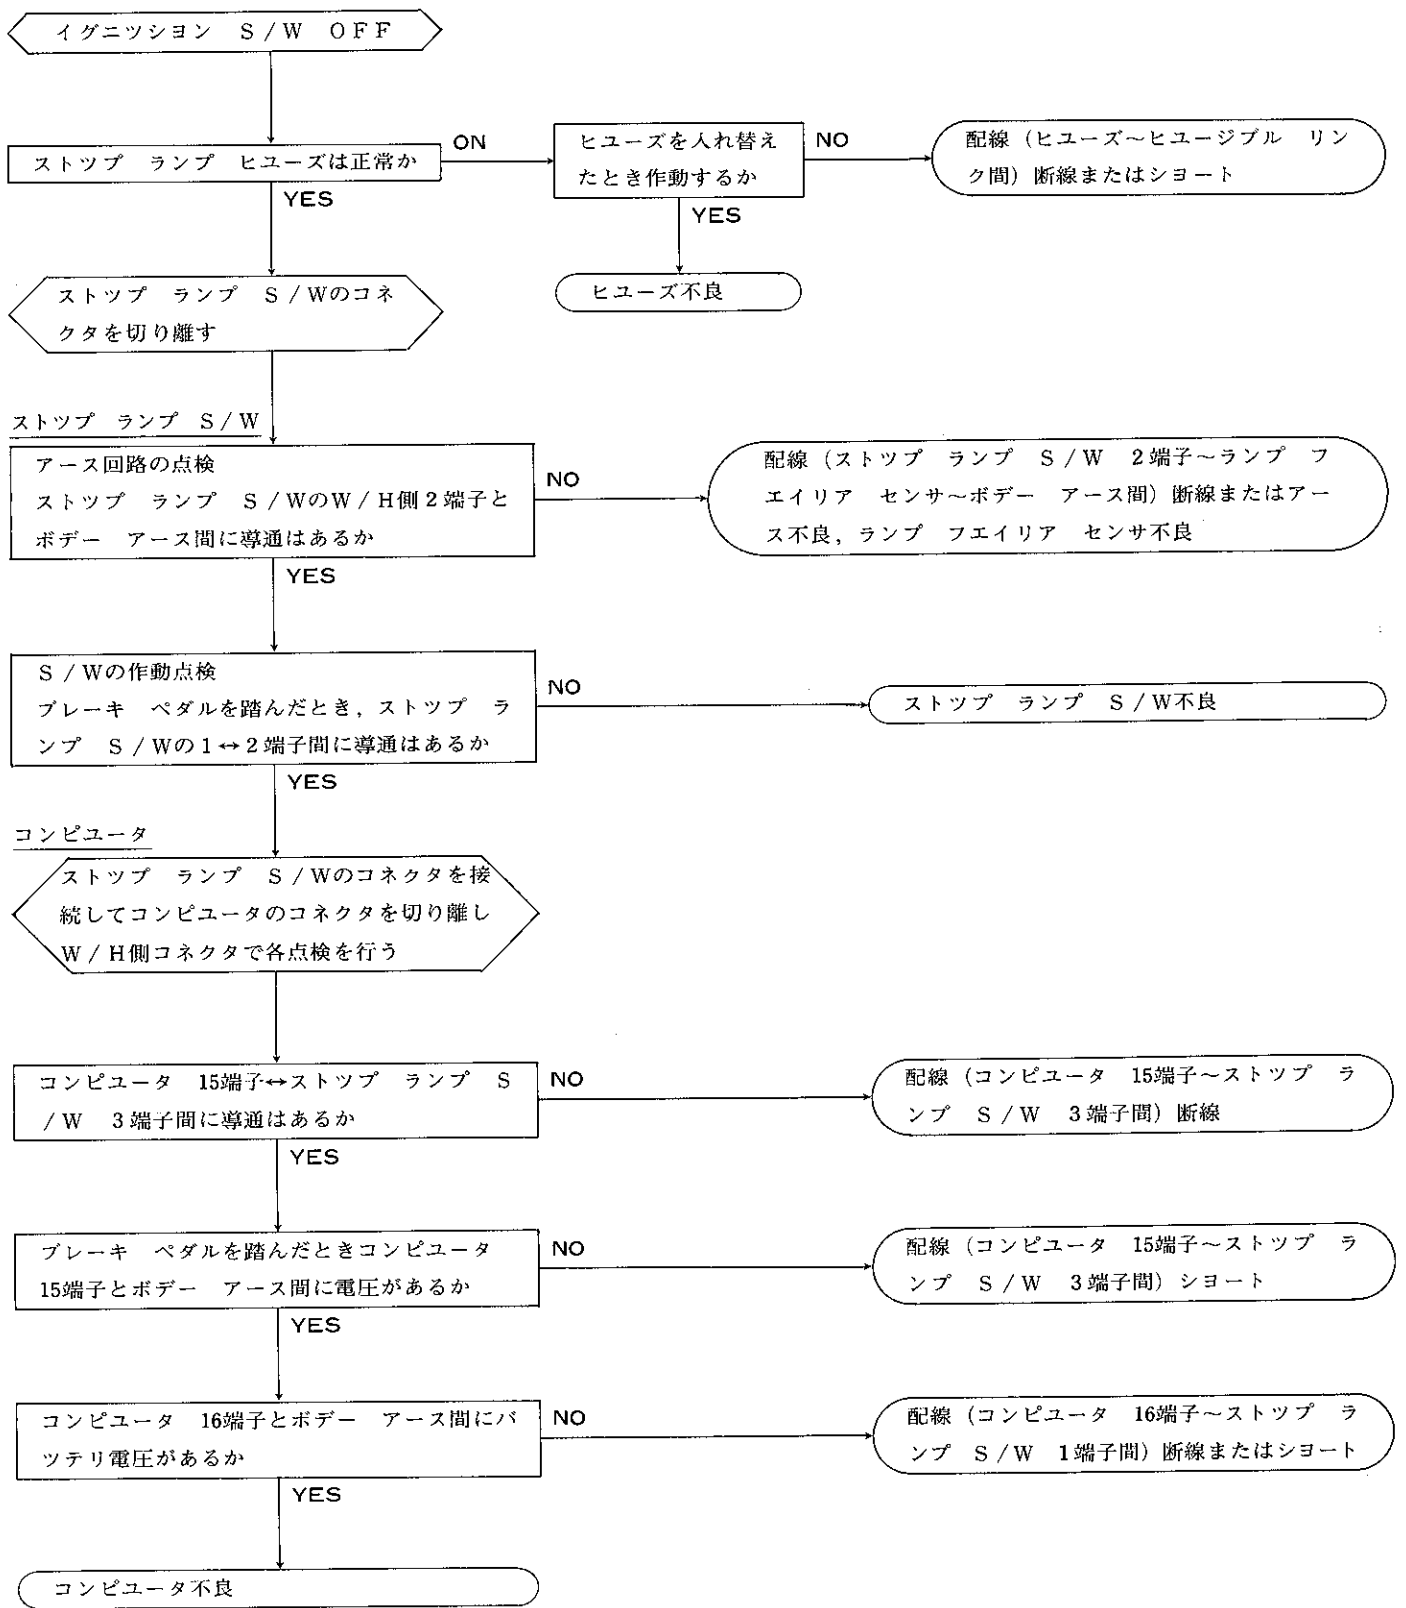 イグニツシヨン S/W OFF
ストツプ ランプ ヒユーズは正常か
ON
ヒユーズを入れ替え
たとき作動するか
NO
配線(ヒユーズ~ヒユージブル リン
ク間)断線またはシヨート
YES
YES
ヒユーズ不良
ストツプ ランプ S/Wのコネ
クタを切り離す
ストツプ ランプ S/W
アース回路の点検
ストツプ ランプ S/WのW/H側2端子と
ボデー アース間に導通はあるか
NO
配線(ストツプ ランプ S/W 2端子~ランプ フ
エイリア センサ~ボデー アース間)断線またはアー
ス不良,ランプ フエイリア センサ不良
YES
S/Wの作動点検
ブレーキ ペダルを踏んだとき,ストツプ ラ
ンプ S/Wの1↔2端子間に導通はあるか
NO
ストツプ ランプ S/W不良
YES
コンピユータ
ストツプ ランプ S/Wのコネクタを接
続してコンピユータのコネクタを切り離し
W/H側コネクタで各点検を行う
コンピユータ 15端子↔ストツプ ランプ S
/W 3端子間に導通はあるか
NO
配線(コンピユータ 15端子~ストツプ ラ
ンプ S/W 3端子間)断線
YES
ブレーキ ペダルを踏んだときコンピユータ
15端子とボデー アース間に電圧があるか
NO
配線(コンピユータ 15端子~ストツプ ラ
ンプ S/W 3端子間)シヨート
YES
コンピユータ 16端子とボデー アース間にバ
ツテリ電圧があるか
NO
配線(コンピユータ 16端子~ストツプ ラ
ンプ S/W 1端子間)断線またはシヨート
YES
コンピユータ不良